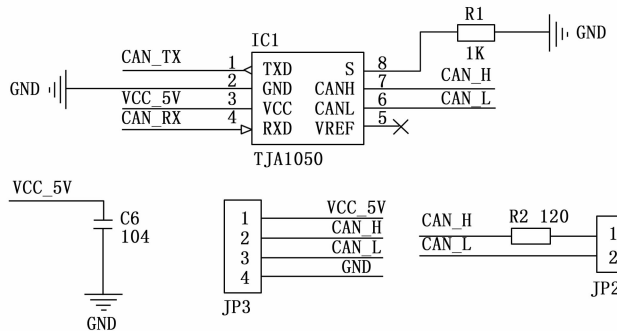 R1
GND
1K
IC1
CAN_TX
1
TXD
S
8
GND
2
GND
CANH
7
CAN_H
VCC_5V
3
VCC
CANL
6
CAN_L
CAN_RX
4
RXD
VREF
5
TJA1050
VCC_5V
C6
104
GND
1
VCC_5V
2
CAN_H
3
CAN_L
4
GND
JP3
CAN_H
R2 120
1
CAN_L
2
JP2